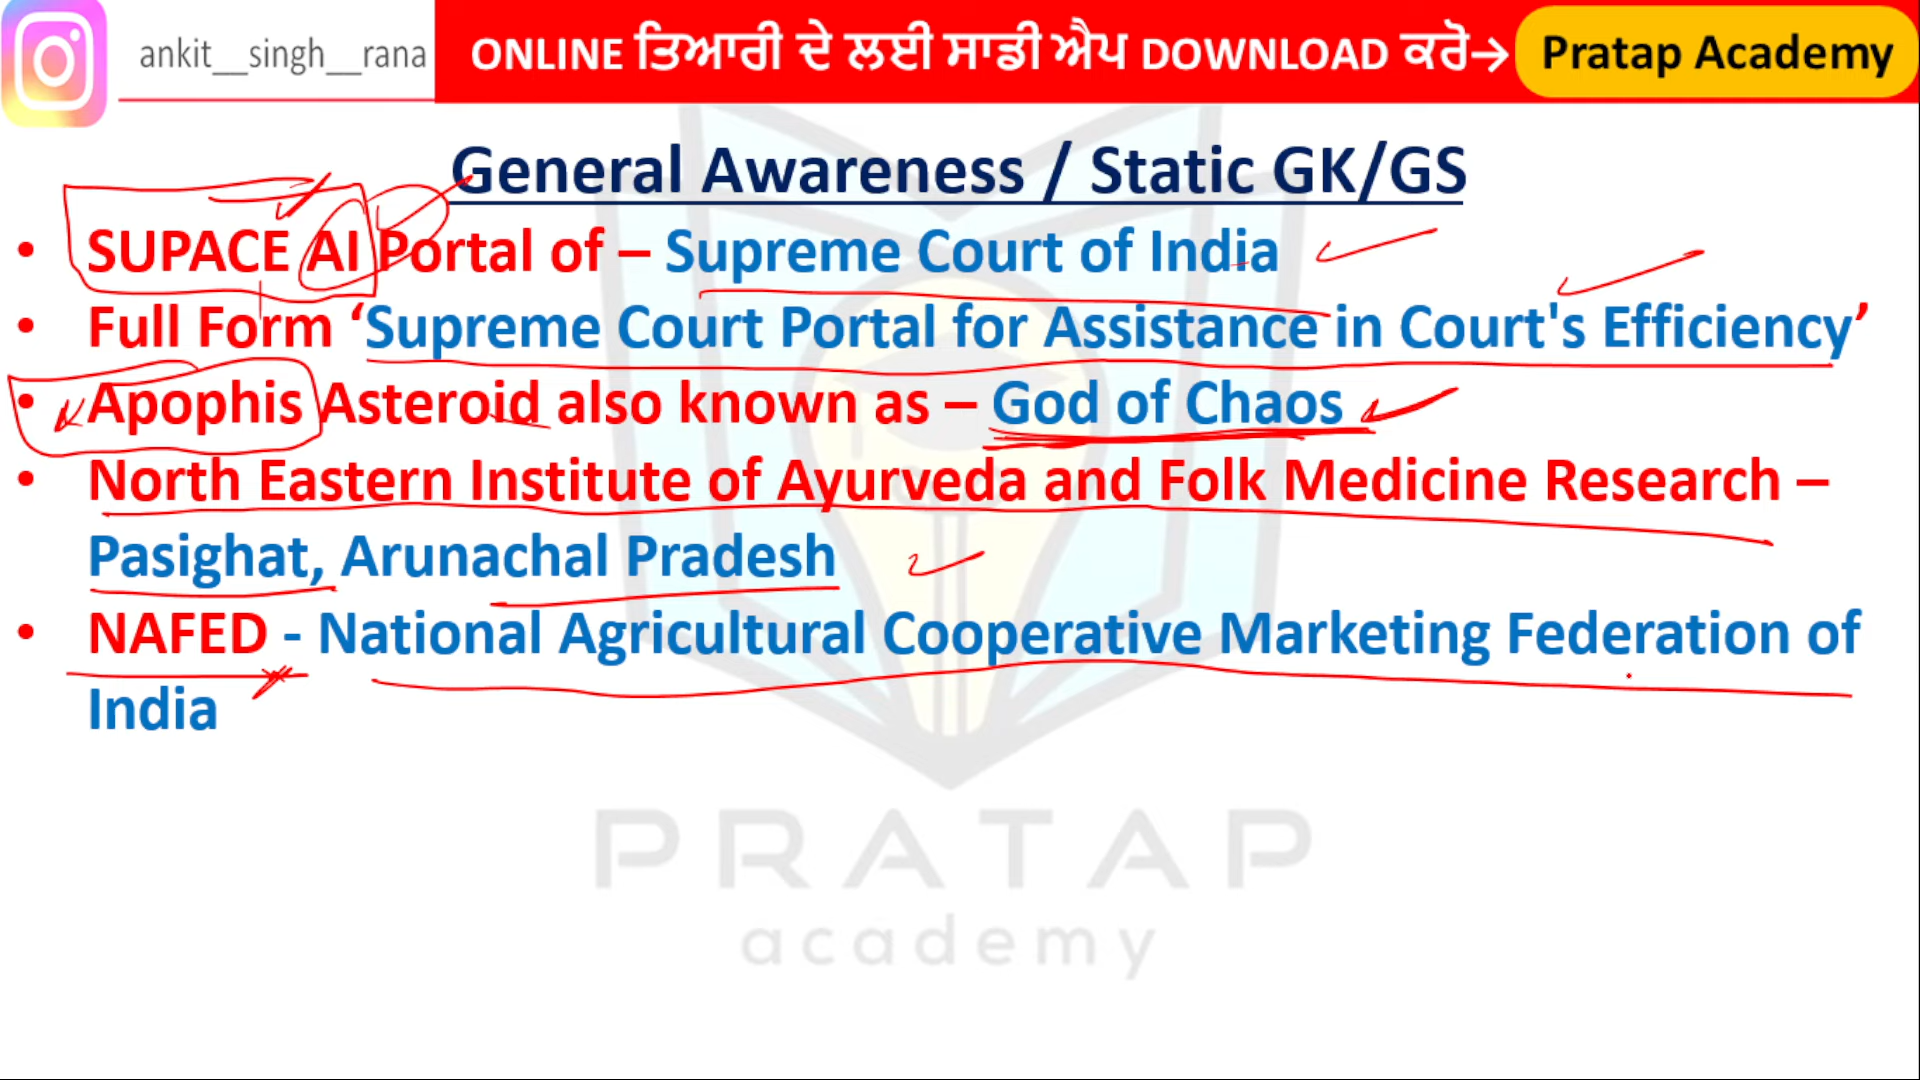 ankit__singh__rana
ONLINE ਤਿਆਰੀ ਦੇ ਲਈ ਸਾਡੀ ਐਪ DOWNLOAD ਕਰੋ→ Pratap Academy
General Awareness / Static GK/GS
• SUPACE AI Portal of – Supreme Court of India
• Full Form ‘Supreme Court Portal for Assistance in Court's Efficiency’
• Apophis Asteroid also known as – God of Chaos
• North Eastern Institute of Ayurveda and Folk Medicine Research –
Pasighat, Arunachal Pradesh
• NAFED - National Agricultural Cooperative Marketing Federation of
India
PRATAP
academy